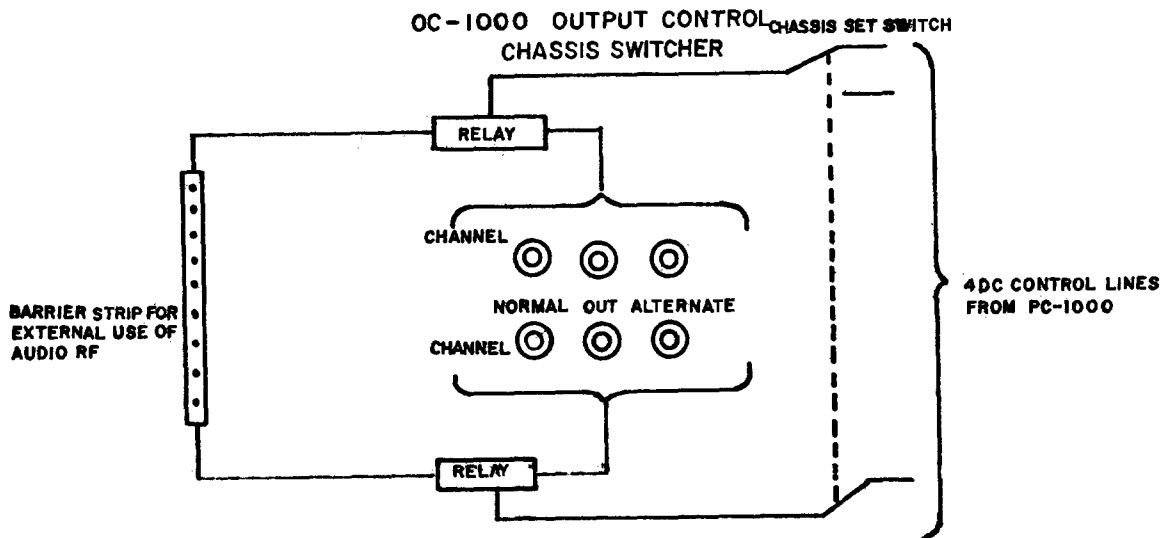 OC-1000 OUTPUT CONTROL
CHASSIS SWITCHER
CHASSIS SET SWITCH
RELAY
CHANNEL
NORMAL OUT ALTERNATE
CHANNEL
BARRIER STRIP FOR
EXTERNAL USE OF
AUDIO RF
4DC CONTROL LINES
FROM PC-1000
RELAY